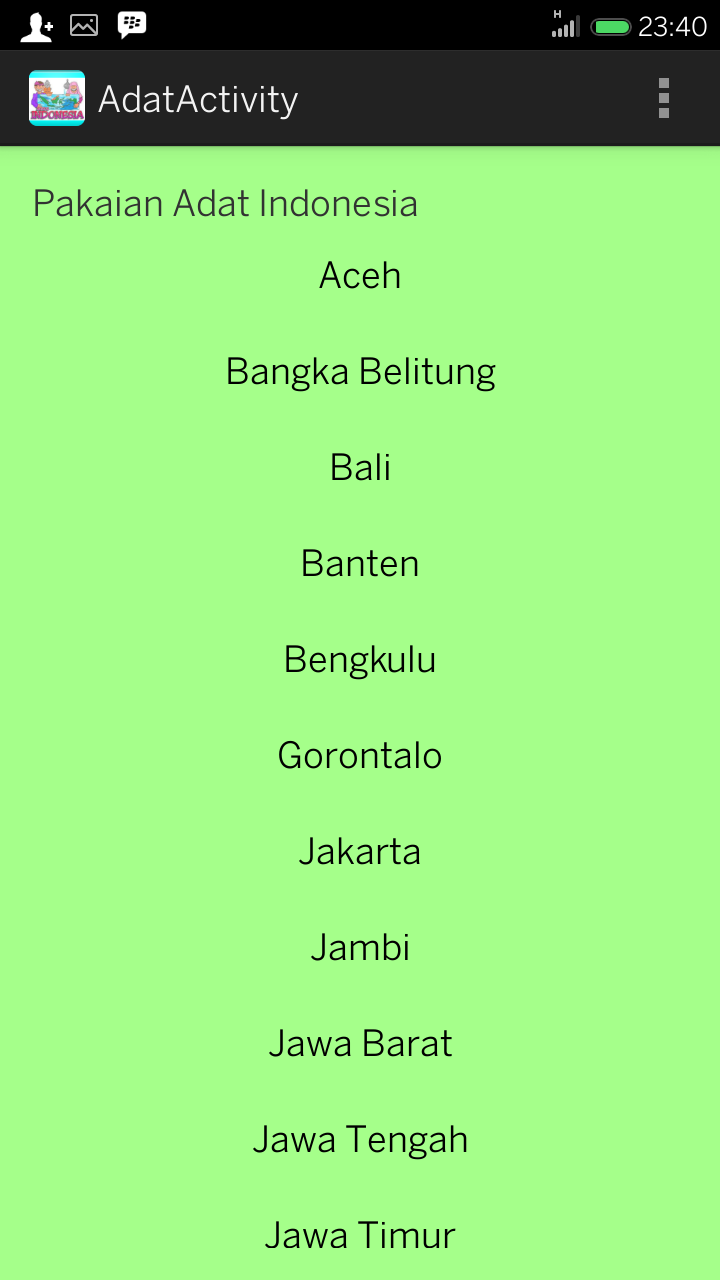 H
23:40
INDONESIA
AdatActivity
Pakaian Adat Indonesia
Aceh
Bangka Belitung
Bali
Banten
Bengkulu
Gorontalo
Jakarta
Jambi
Jawa Barat
Jawa Tengah
Jawa Timur